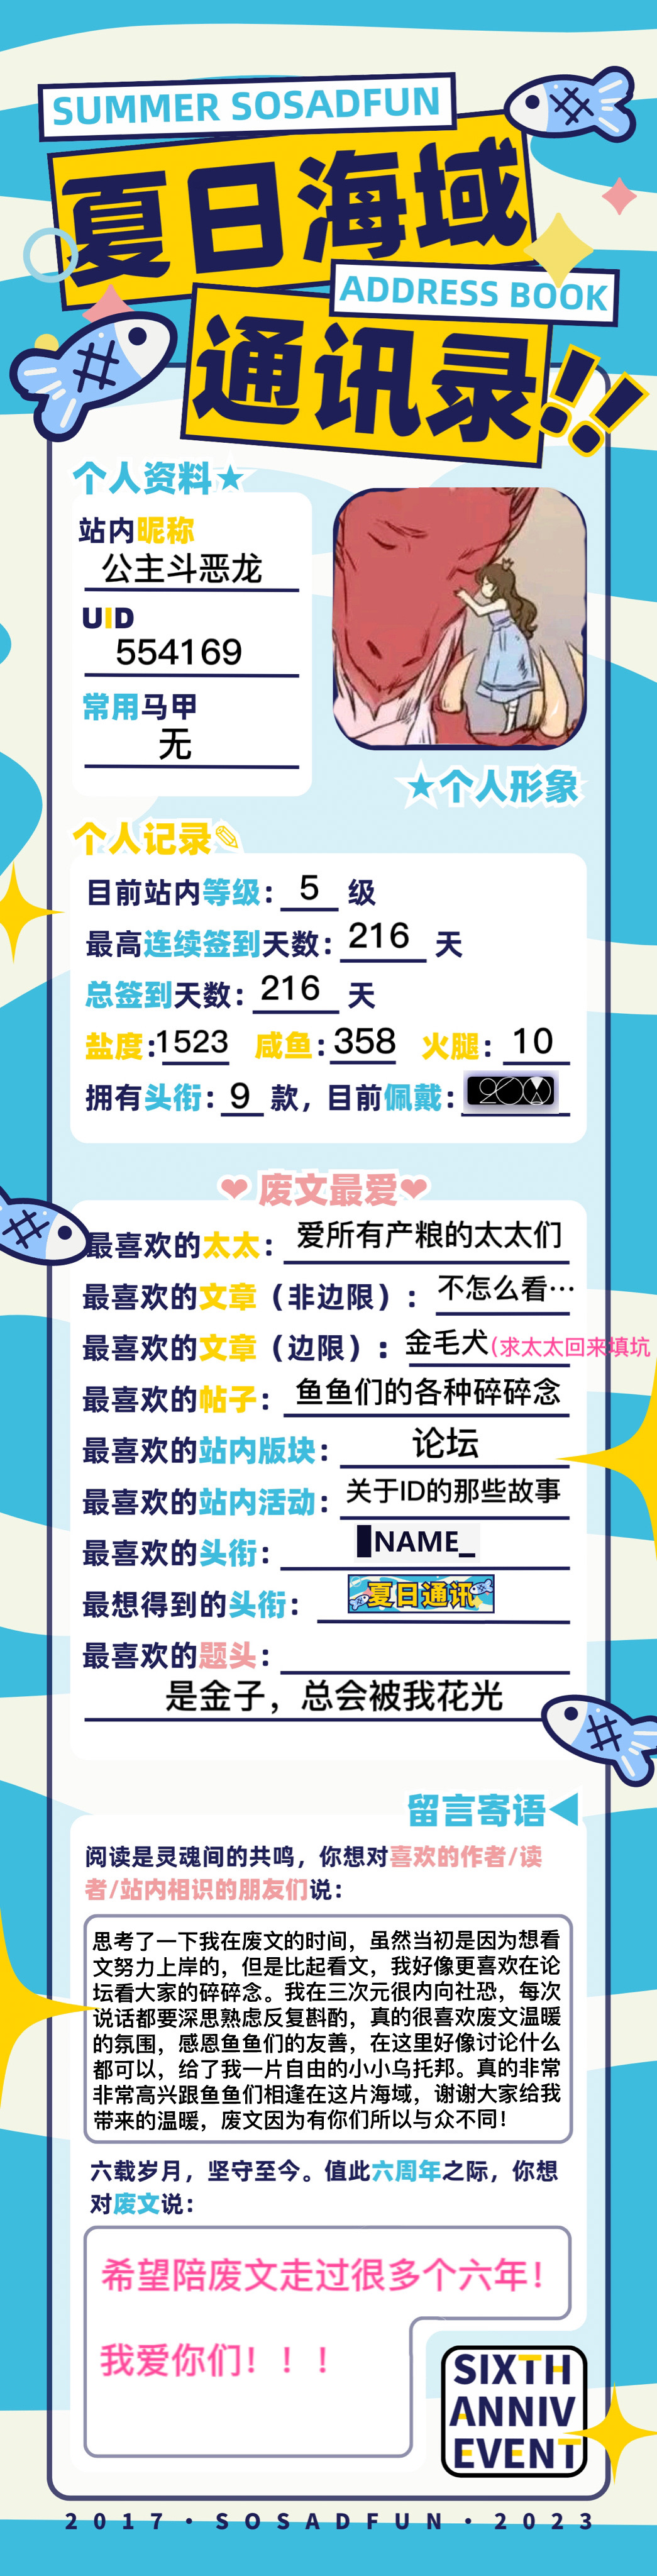 SUMMER SOSADFUN
夏日海域
ADDRESS BOOK
通讯录!!
个人资料★
站内昵称
公主斗恶龙
UID
554169
常用马甲
无
★个人形象
个人记录
目前站内等级：5 级
最高连续签到天数：216 天
总签到天数：216 天
盐度：1523 咸鱼：358 火腿：10
拥有头衔：9 款，目前佩戴：
❤ 废文最爱❤
最喜欢的太太：爱所有产粮的太太们
最喜欢的文章（非边限）：不怎么看…
最喜欢的文章（边限）：金毛犬(求太太回来填坑
最喜欢的帖子：鱼鱼们的各种碎碎念
最喜欢的站内版块：论坛
最喜欢的站内活动：关于ID的那些故事
最喜欢的头衔：█NAME_
最想得到的头衔：夏日通讯
最喜欢的题头：
是金子，总会被我花光
留言寄语◀
阅读是灵魂间的共鸣，你想对喜欢的作者/读
者/站内相识的朋友们说：
思考了一下我在废文的时间，虽然当初是因为想看
文努力上岸的，但是比起看文，我好像更喜欢在论
坛看大家的碎碎念。我在三次元很内向社恐，每次
说话都要深思熟虑反复斟酌，真的很喜欢废文温暖
的氛围，感恩鱼鱼们的友善，在这里好像讨论什么
都可以，给了我一片自由的小小乌托邦。真的非常
非常高兴跟鱼鱼们相逢在这片海域，谢谢大家给我
带来的温暖，废文因为有你们所以与众不同！
六载岁月，坚守至今。值此六周年之际，你想
对废文说：
希望陪废文走过很多个六年！
我爱你们！！！
SIXTH
ANNIV
EVENT
2017·SOSADFUN·2023